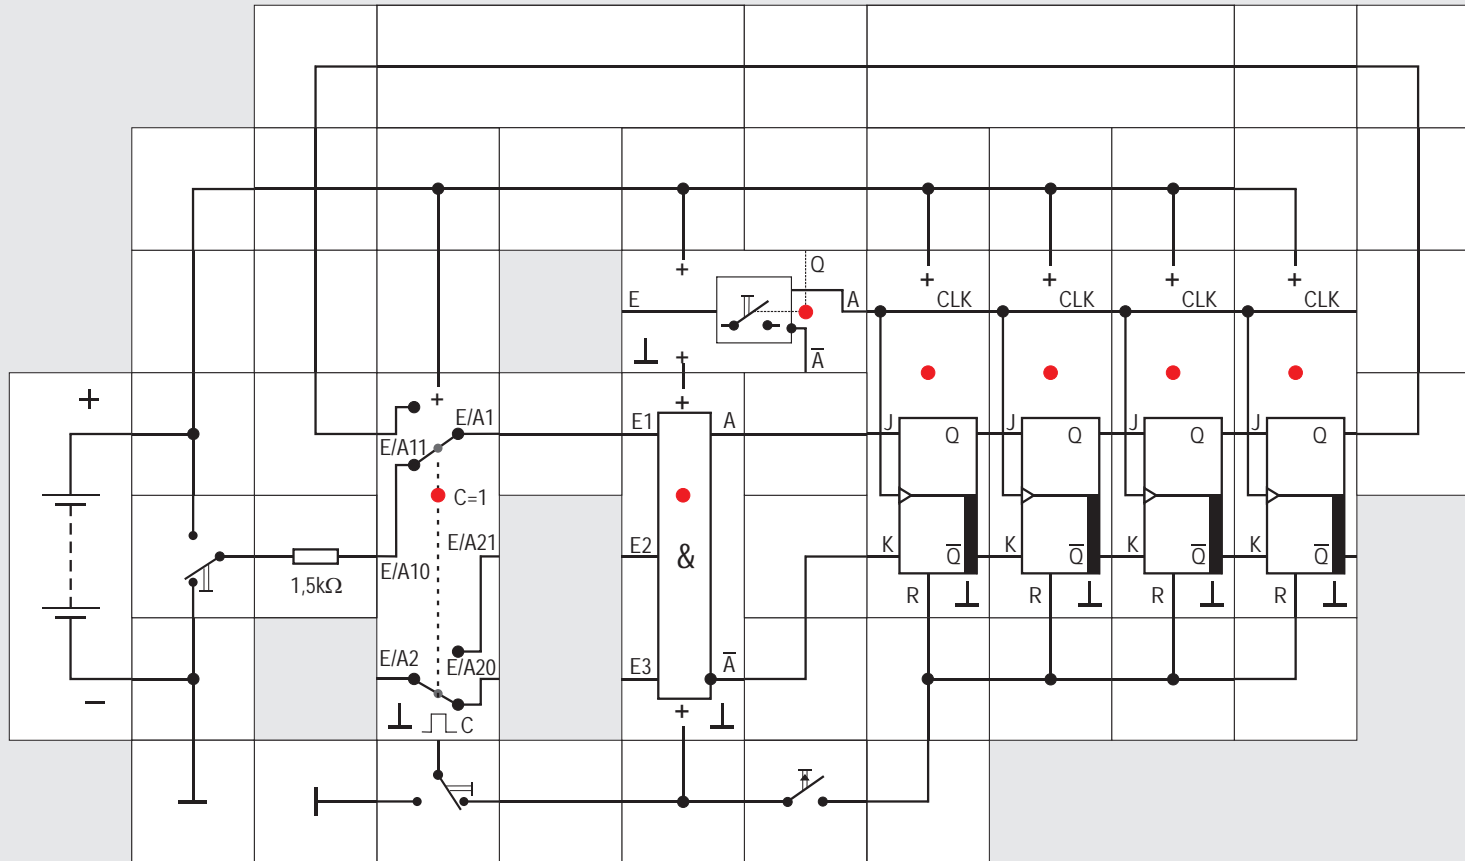 Q
+ + + + +
E A CLK CLK CLK CLK
+ A̅
+ + +
E/A1 E1 A J Q J Q J Q J Q
E/A11
C=1
E/A21 E2 & K Q̅ K Q̅ K Q̅ K Q̅
E/A10
1,5kΩ R R R R
E/A2 E/A20 E3 A̅
−
C +